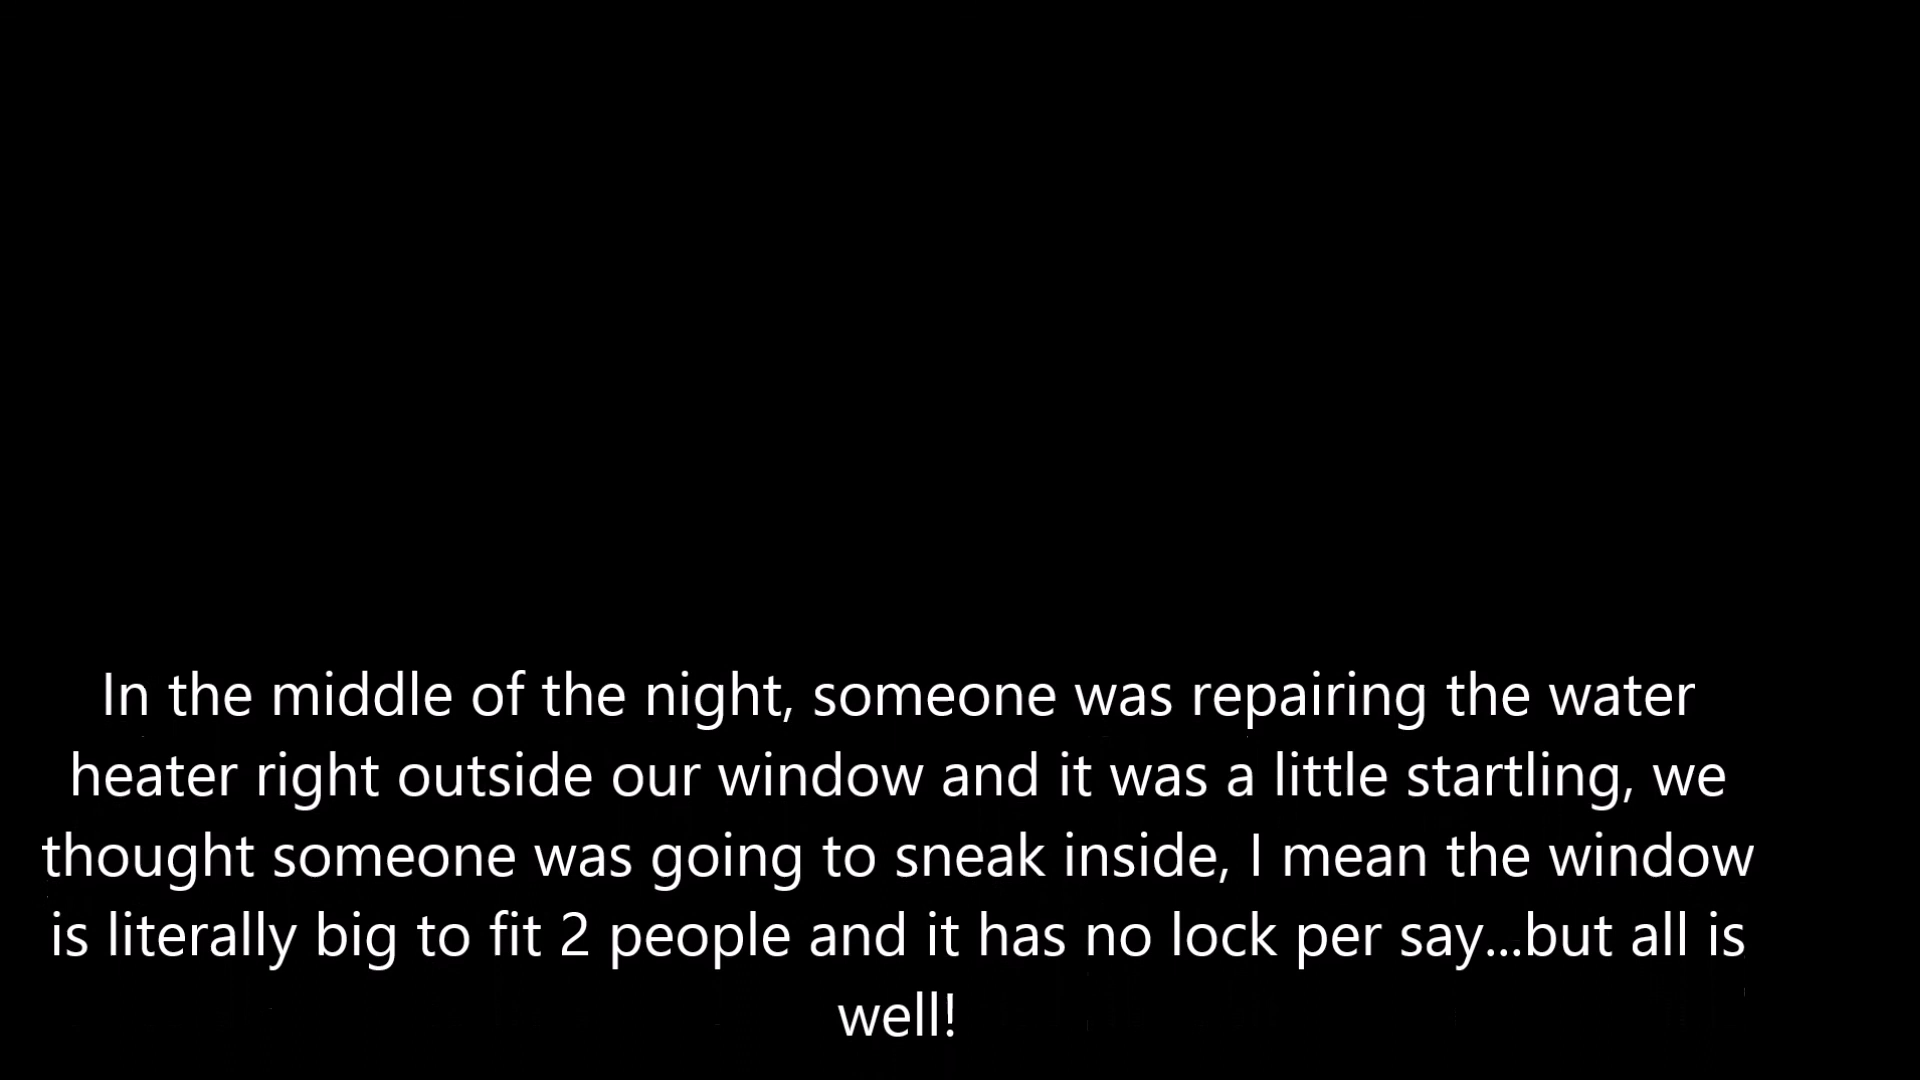 In the middle of the night, someone was repairing the water
heater right outside our window and it was a little startling, we
thought someone was going to sneak inside, I mean the window
is literally big to fit 2 people and it has no lock per say...but all is
well!